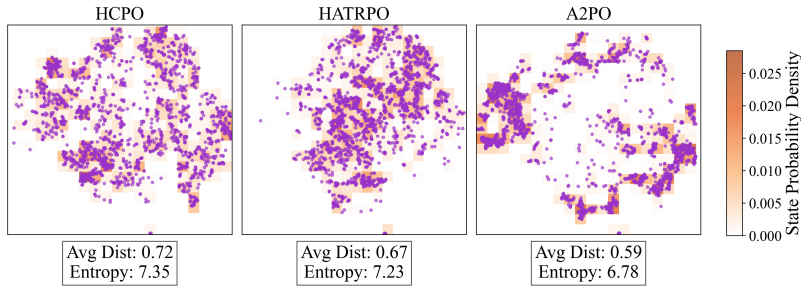 HCPO
HATRPO
A2PO
Avg Dist: 0.72
Entropy: 7.35
Avg Dist: 0.67
Entropy: 7.23
Avg Dist: 0.59
Entropy: 6.78
0.025
0.020
0.015
0.010
0.005
0.000
State Probability Density